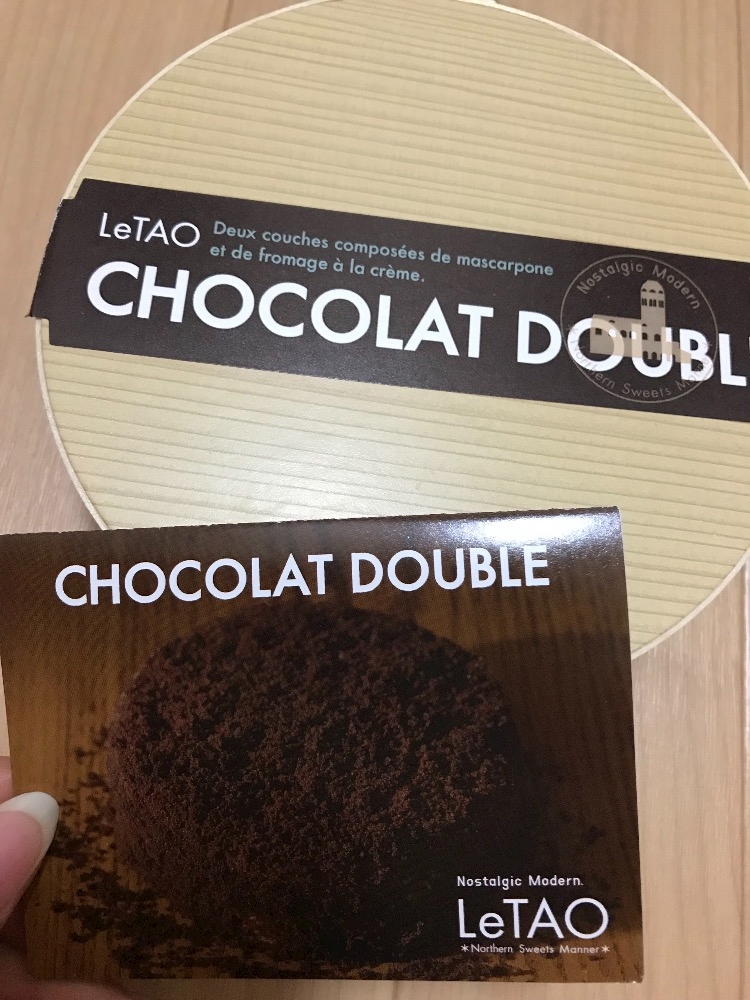 LeTAO
Deux couches composées de mascarpone
et de fromage à la crème.
CHOCOLAT DOUBL
Nostalgic Modern
Northern Sweets
CHOCOLAT DOUBLE
Nostalgic Modern.
LeTAO
*Northern Sweets Manner*